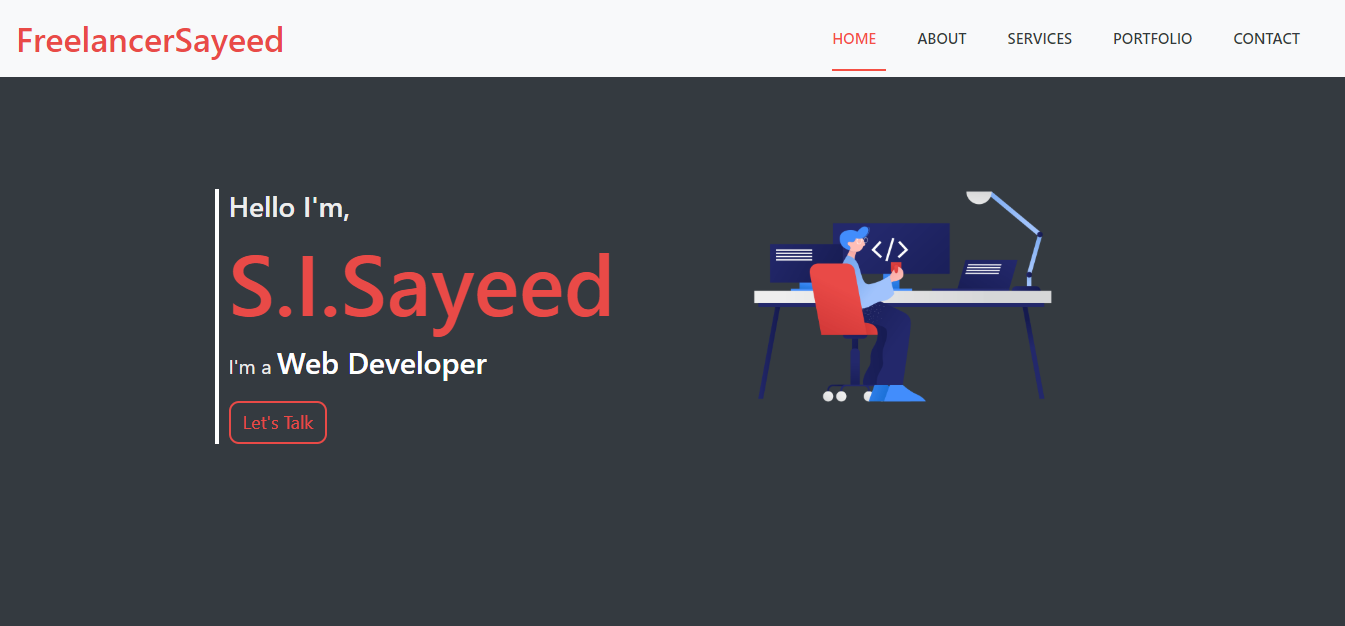 FreelancerSayeed
HOME ABOUT SERVICES PORTFOLIO CONTACT
Hello I'm,
S.I.Sayeed
I'm a Web Developer
Let's Talk
</>